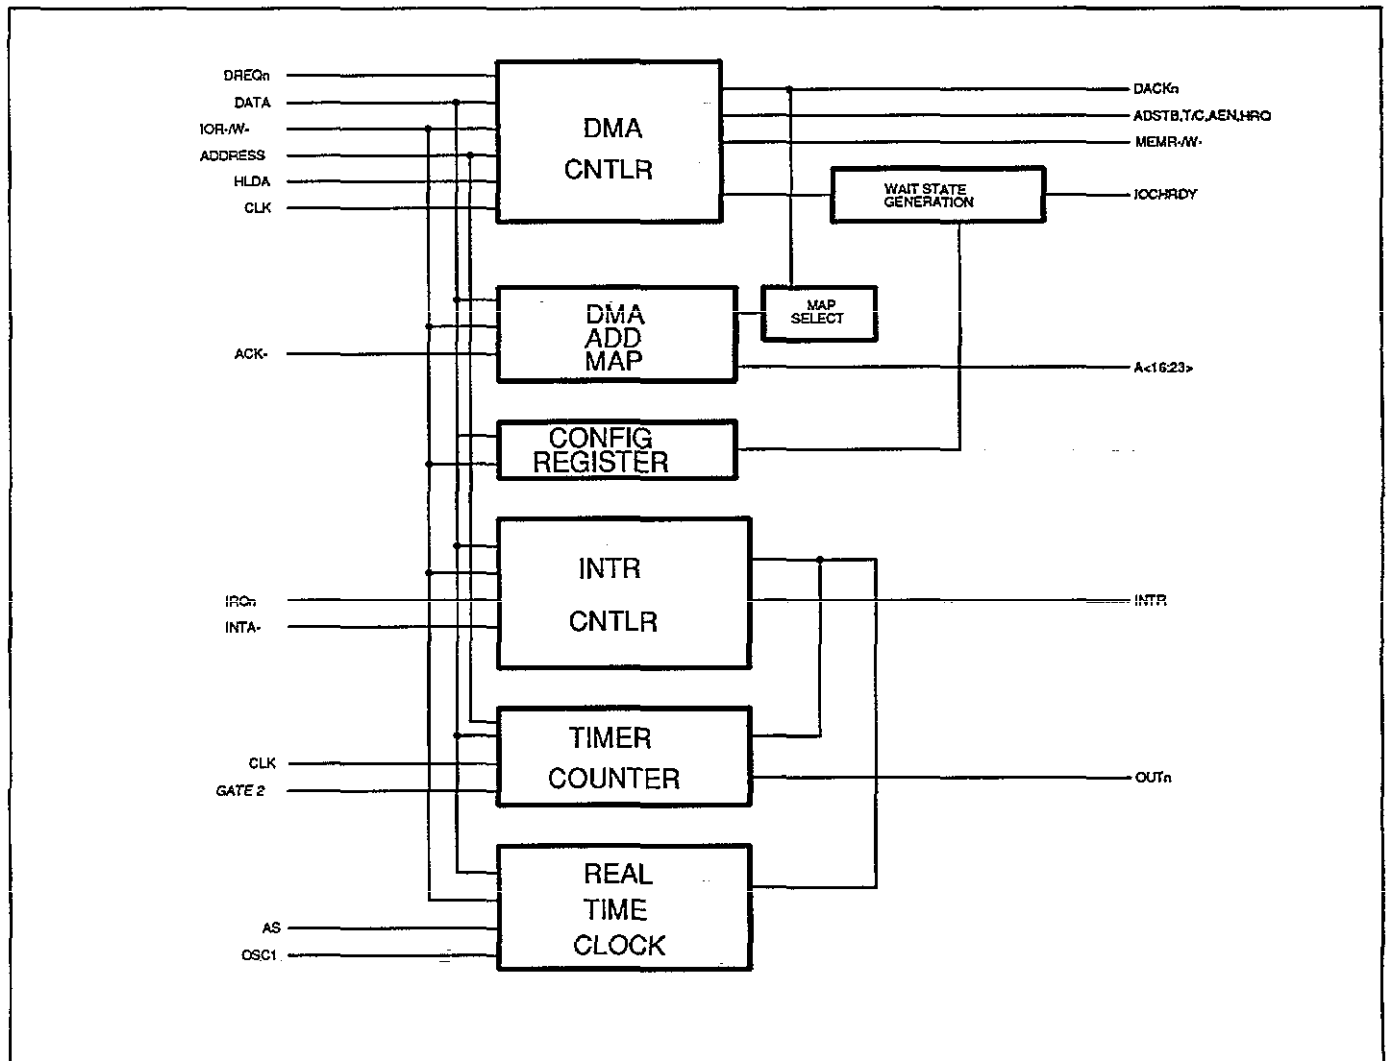 DREQn
DATA
IOR-/W-
ADDRESS
HLDA
CLK
DMA
CNTLR
DACKn
ADSTB,T/C,AEN,HRQ
MEMR-/W-
WAIT STATE
GENERATION
IOCHRDY
ACK-
DMA
ADD
MAP
MAP
SELECT
A<16:23>
CONFIG
REGISTER
IRQn
INTA-
INTR
CNTLR
INTR
CLK
GATE 2
TIMER
COUNTER
OUTn
AS
OSC1
REAL
TIME
CLOCK